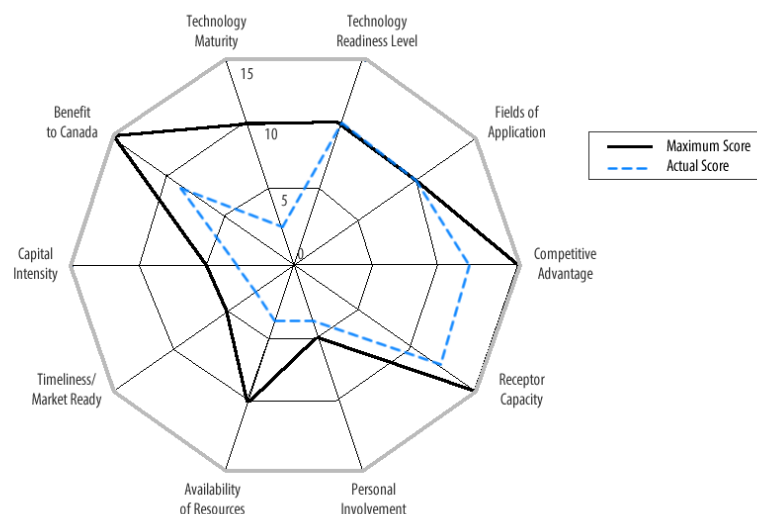 Technology
Maturity
Technology
Readiness Level
15
Benefit
to Canada
Fields of
Application
10
Maximum Score
Actual Score
5
0
Capital
Intensity
Competitive
Advantage
Timeliness/
Market Ready
Receptor
Capacity
Availability
of Resources
Personal
Involvement